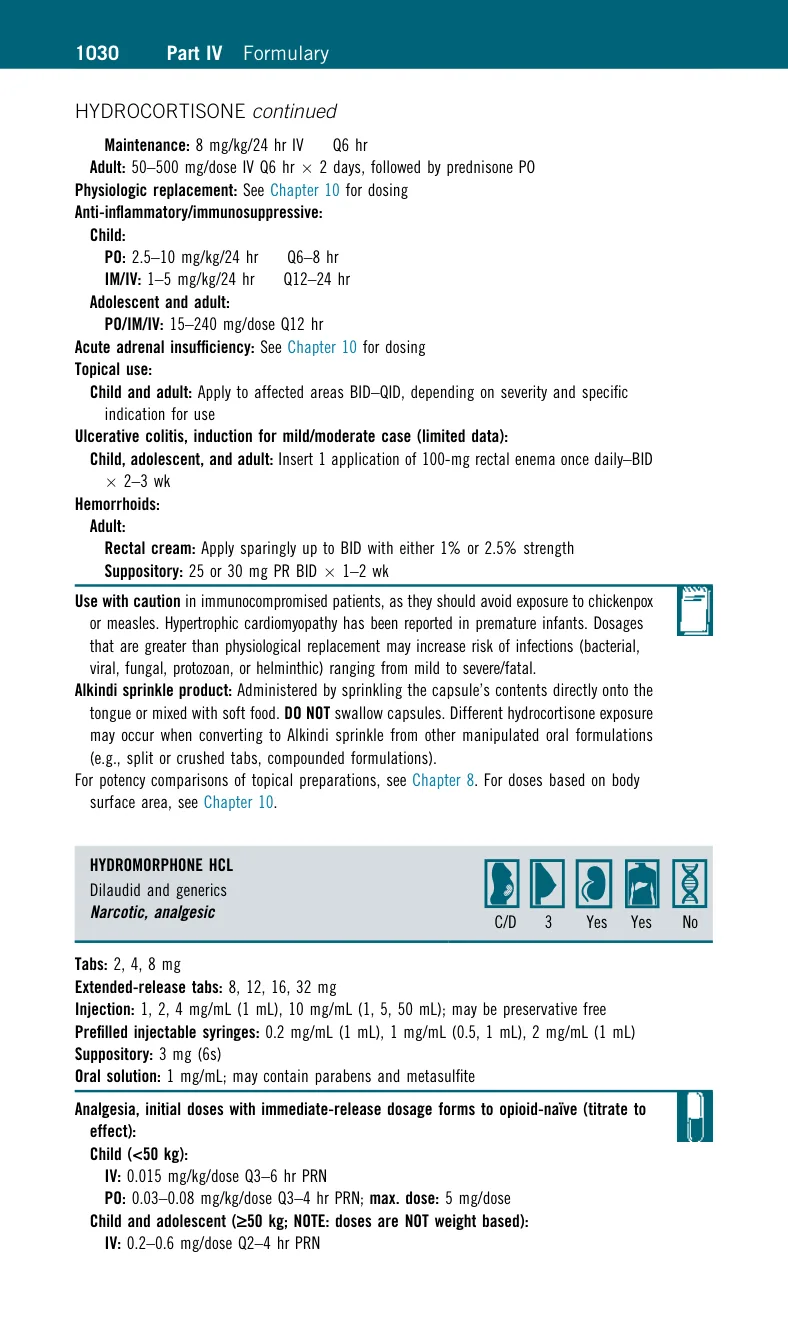 1030 Part IV Formulary
HYDROCORTISONE continued
Maintenance: 8 mg/kg/24 hr IV Q6 hr
Adult: 50–500 mg/dose IV Q6 hr × 2 days, followed by prednisone PO
Physiologic replacement: See Chapter 10 for dosing
Anti-inflammatory/immunosuppressive:
Child:
PO: 2.5–10 mg/kg/24 hr Q6–8 hr
IM/IV: 1–5 mg/kg/24 hr Q12–24 hr
Adolescent and adult:
PO/IM/IV: 15–240 mg/dose Q12 hr
Acute adrenal insufficiency: See Chapter 10 for dosing
Topical use:
Child and adult: Apply to affected areas BID–QID, depending on severity and specific
indication for use
Ulcerative colitis, induction for mild/moderate case (limited data):
Child, adolescent, and adult: Insert 1 application of 100-mg rectal enema once daily–BID
× 2–3 wk
Hemorrhoids:
Adult:
Rectal cream: Apply sparingly up to BID with either 1% or 2.5% strength
Suppository: 25 or 30 mg PR BID × 1–2 wk
Use with caution in immunocompromised patients, as they should avoid exposure to chickenpox
or measles. Hypertrophic cardiomyopathy has been reported in premature infants. Dosages
that are greater than physiological replacement may increase risk of infections (bacterial,
viral, fungal, protozoan, or helminthic) ranging from mild to severe/fatal.
Alkindi sprinkle product: Administered by sprinkling the capsule's contents directly onto the
tongue or mixed with soft food. DO NOT swallow capsules. Different hydrocortisone exposure
may occur when converting to Alkindi sprinkle from other manipulated oral formulations
(e.g., split or crushed tabs, compounded formulations).
For potency comparisons of topical preparations, see Chapter 8. For doses based on body
surface area, see Chapter 10.
HYDROMORPHONE HCL
Dilaudid and generics
Narcotic, analgesic
C/D 3 Yes Yes No
Tabs: 2, 4, 8 mg
Extended-release tabs: 8, 12, 16, 32 mg
Injection: 1, 2, 4 mg/mL (1 mL), 10 mg/mL (1, 5, 50 mL); may be preservative free
Prefilled injectable syringes: 0.2 mg/mL (1 mL), 1 mg/mL (0.5, 1 mL), 2 mg/mL (1 mL)
Suppository: 3 mg (6s)
Oral solution: 1 mg/mL; may contain parabens and metasulfite
Analgesia, initial doses with immediate-release dosage forms to opioid-naïve (titrate to
effect):
Child (<50 kg):
IV: 0.015 mg/kg/dose Q3–6 hr PRN
PO: 0.03–0.08 mg/kg/dose Q3–4 hr PRN; max. dose: 5 mg/dose
Child and adolescent (≥50 kg; NOTE: doses are NOT weight based):
IV: 0.2–0.6 mg/dose Q2–4 hr PRN